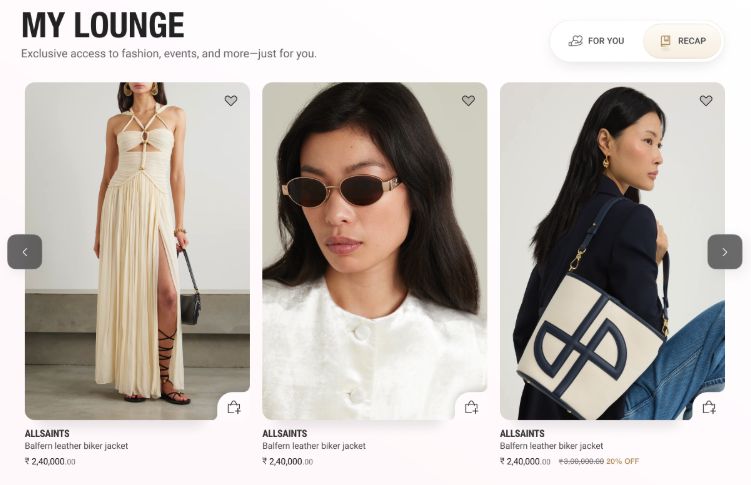 MY LOUNGE
Exclusive access to fashion, events, and more—just for you.
FOR YOU
RECAP
ALLSAINTS
Balfern leather biker jacket
₹ 2,40,000.00
ALLSAINTS
Balfern leather biker jacket
₹ 2,40,000.00
ALLSAINTS
Balfern leather biker jacket
₹ 2,40,000.00 ₹3,00,000.00 20% OFF